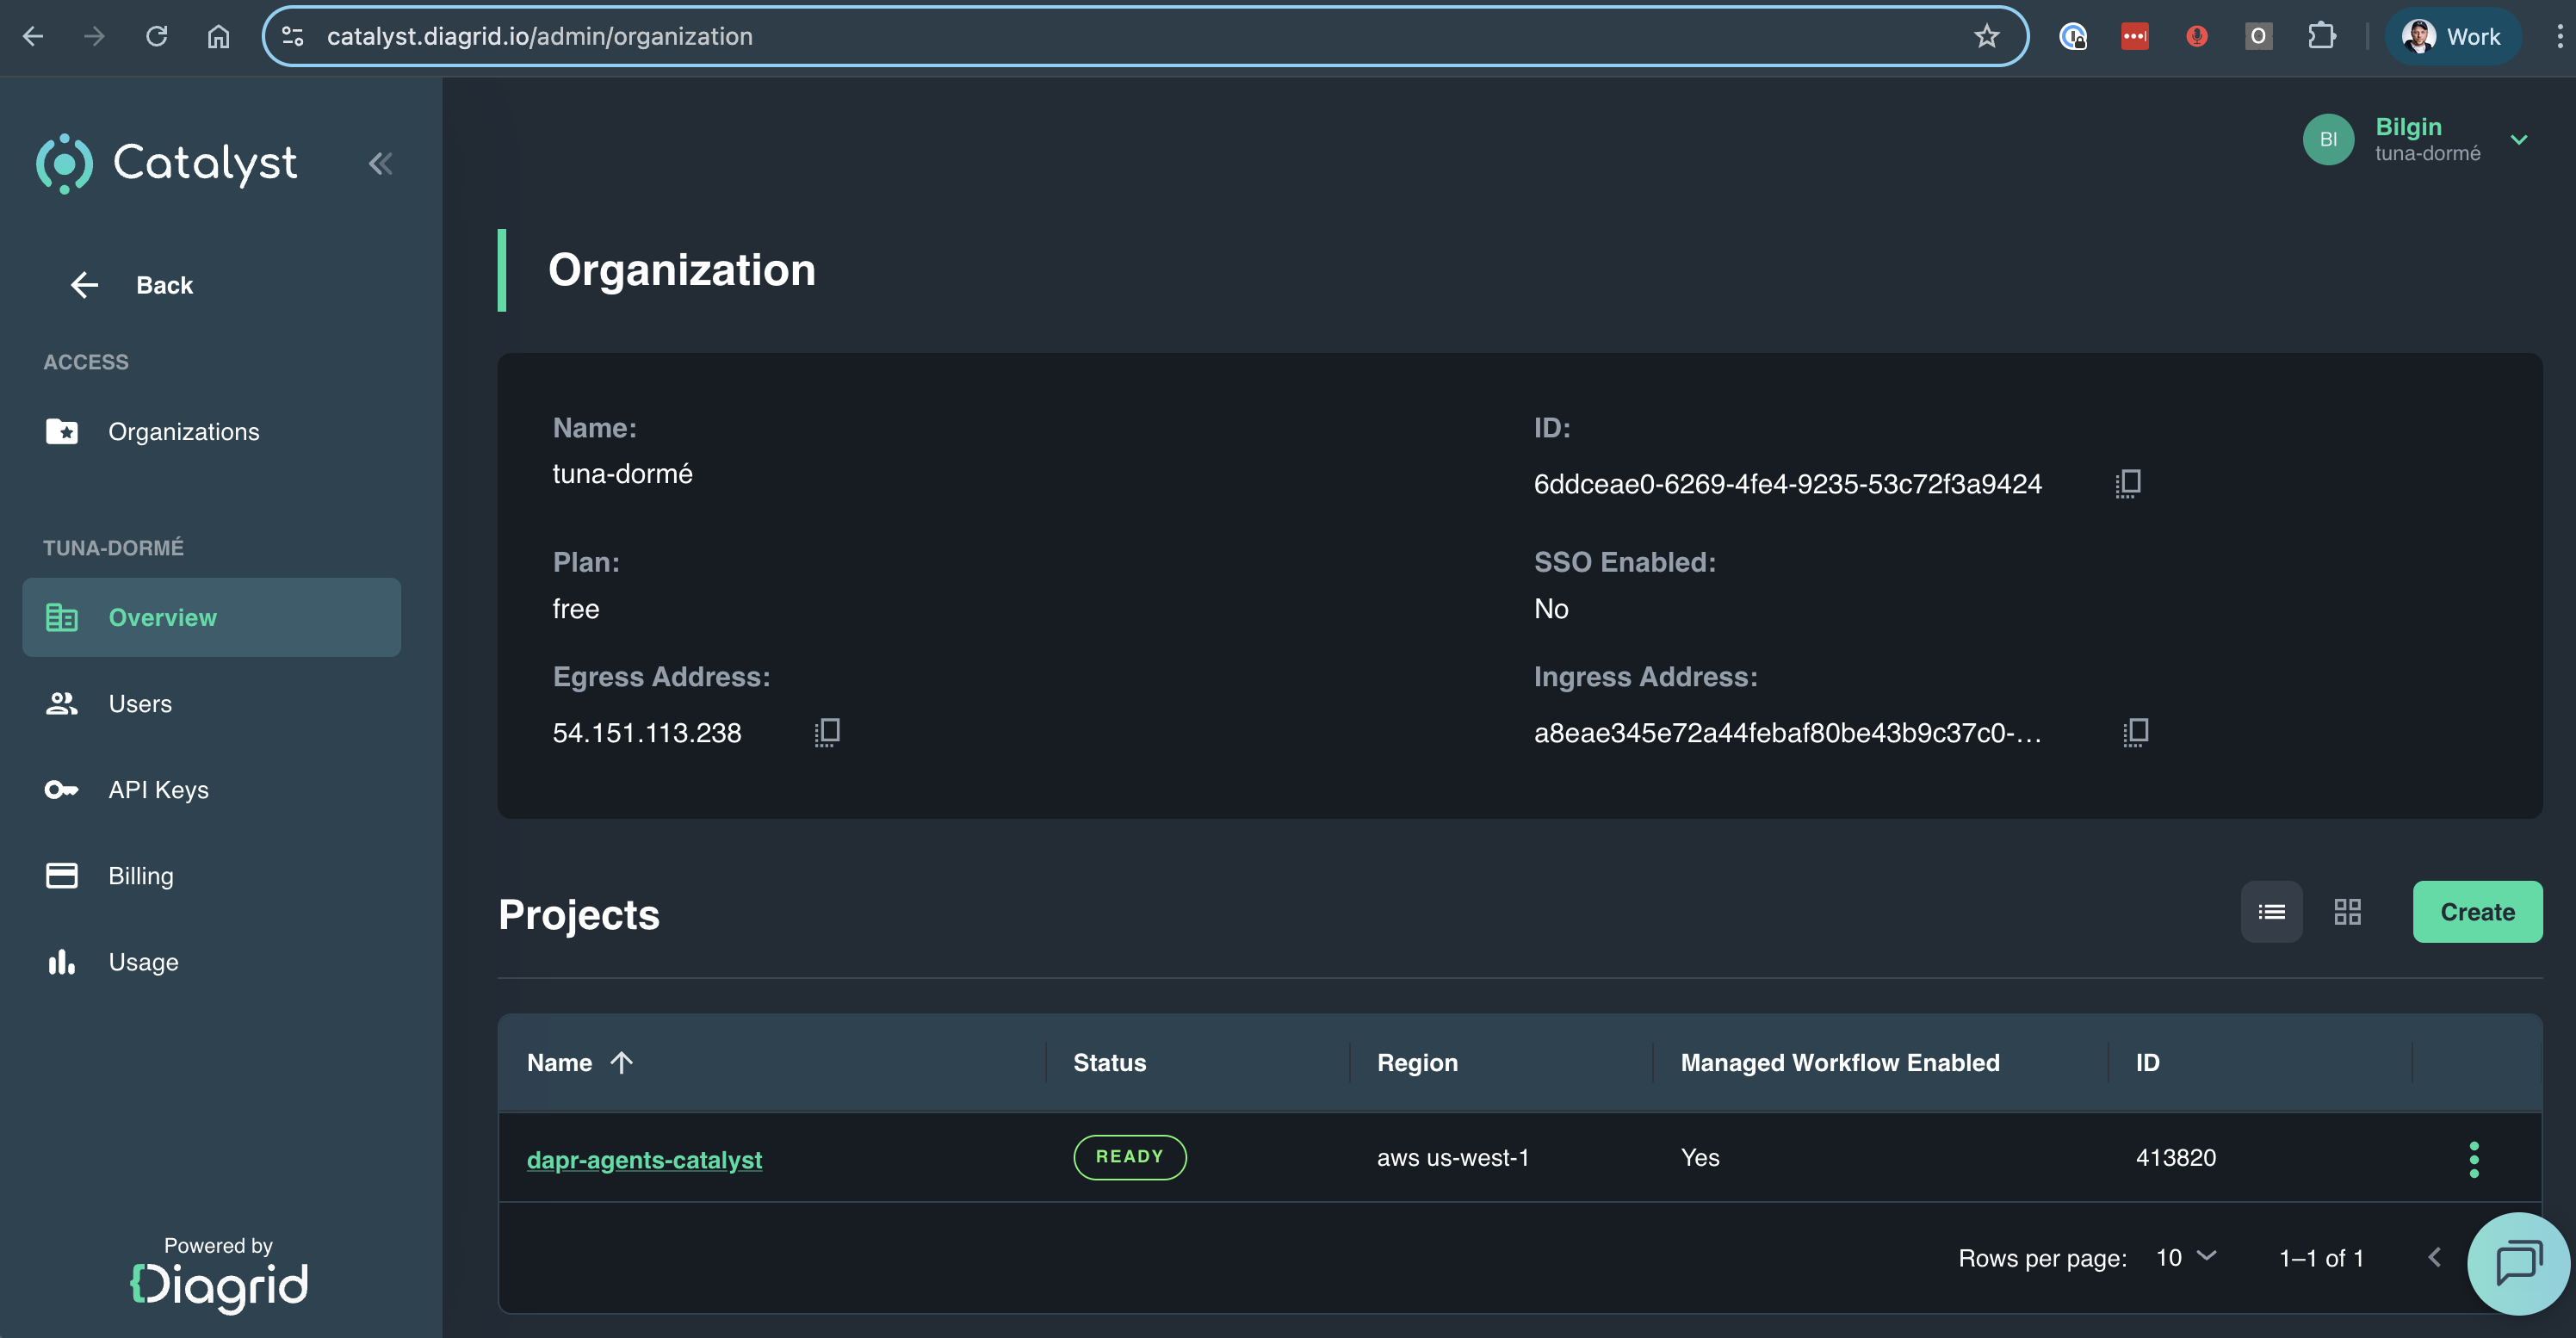 catalyst.diagrid.io/admin/organization
O
Work
Catalyst
BI
Bilgin
tuna-dormé
Back
ACCESS
Organizations
TUNA-DORMÉ
Overview
Users
API Keys
Billing
Usage
Powered by
Diagrid
Organization
Name:
tuna-dormé
ID:
6ddceae0-6269-4fe4-9235-53c72f3a9424
Plan:
free
SSO Enabled:
No
Egress Address:
54.151.113.238
Ingress Address:
a8eae345e72a44febaf80be43b9c37c0-...
Projects
Create
Name Status Region Managed Workflow Enabled ID
dapr-agents-catalyst READY aws us-west-1 Yes 413820
Rows per page: 10 1–1 of 1